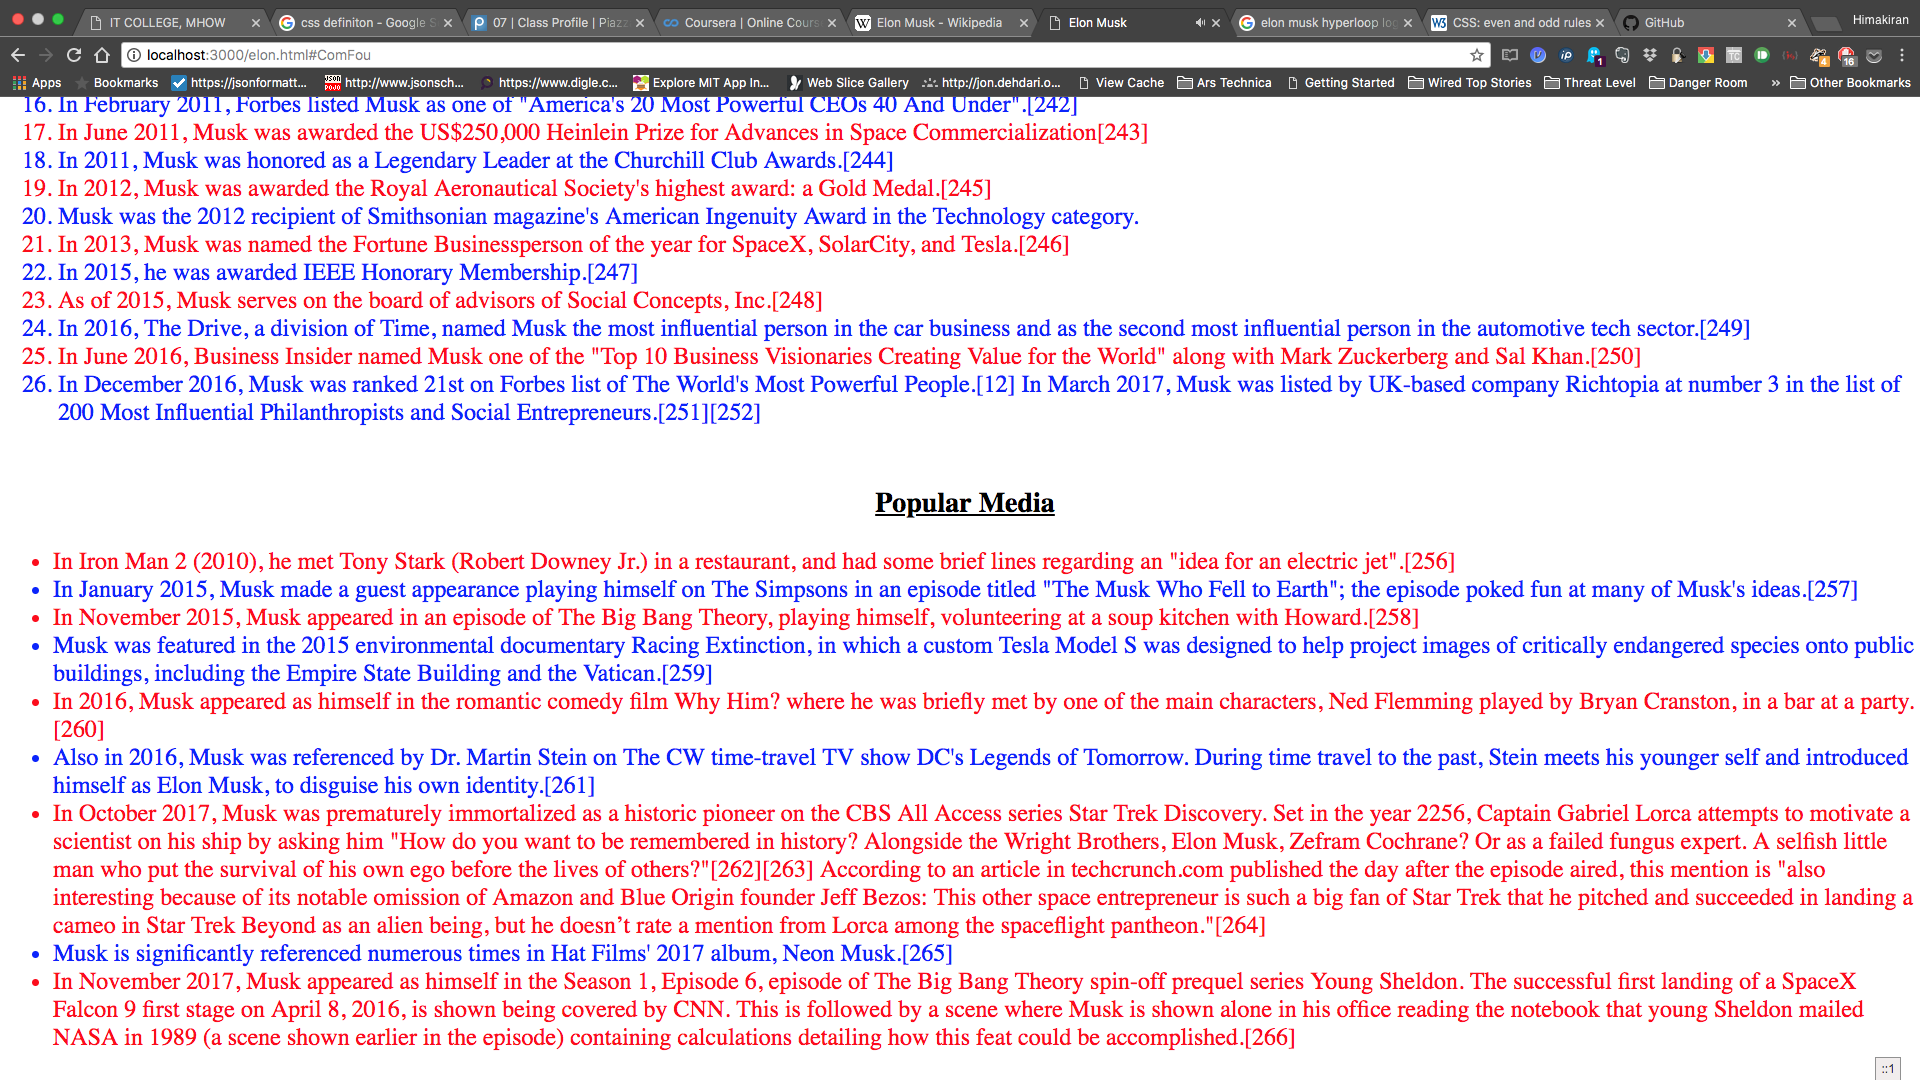 IT COLLEGE, MHOW
css definiton - Google S
07 | Class Profile | Piazz
Coursera | Online Cours
Elon Musk - Wikipedia
Elon Musk
elon musk hyperloop log
CSS: even and odd rules
GitHub
Himakiran
localhost:3000/elon.html#ComFou
Apps
Bookmarks
https://jsonformatt...
http://www.jsonsch...
https://www.digle.c...
Explore MIT App In...
Web Slice Gallery
http://jon.dehdari.o...
View Cache
Ars Technica
Getting Started
Wired Top Stories
Threat Level
Danger Room
»
Other Bookmarks
16. In February 2011, Forbes listed Musk as one of "America's 20 Most Powerful CEOs 40 And Under".[242]
17. In June 2011, Musk was awarded the US$250,000 Heinlein Prize for Advances in Space Commercialization[243]
18. In 2011, Musk was honored as a Legendary Leader at the Churchill Club Awards.[244]
19. In 2012, Musk was awarded the Royal Aeronautical Society's highest award: a Gold Medal.[245]
20. Musk was the 2012 recipient of Smithsonian magazine's American Ingenuity Award in the Technology category.
21. In 2013, Musk was named the Fortune Businessperson of the year for SpaceX, SolarCity, and Tesla.[246]
22. In 2015, he was awarded IEEE Honorary Membership.[247]
23. As of 2015, Musk serves on the board of advisors of Social Concepts, Inc.[248]
24. In 2016, The Drive, a division of Time, named Musk the most influential person in the car business and as the second most influential person in the automotive tech sector.[249]
25. In June 2016, Business Insider named Musk one of the "Top 10 Business Visionaries Creating Value for the World" along with Mark Zuckerberg and Sal Khan.[250]
26. In December 2016, Musk was ranked 21st on Forbes list of The World's Most Powerful People.[12] In March 2017, Musk was listed by UK-based company Richtopia at number 3 in the list of
200 Most Influential Philanthropists and Social Entrepreneurs.[251][252]
Popular Media
• In Iron Man 2 (2010), he met Tony Stark (Robert Downey Jr.) in a restaurant, and had some brief lines regarding an "idea for an electric jet".[256]
• In January 2015, Musk made a guest appearance playing himself on The Simpsons in an episode titled "The Musk Who Fell to Earth"; the episode poked fun at many of Musk's ideas.[257]
• In November 2015, Musk appeared in an episode of The Big Bang Theory, playing himself, volunteering at a soup kitchen with Howard.[258]
• Musk was featured in the 2015 environmental documentary Racing Extinction, in which a custom Tesla Model S was designed to help project images of critically endangered species onto public
buildings, including the Empire State Building and the Vatican.[259]
• In 2016, Musk appeared as himself in the romantic comedy film Why Him? where he was briefly met by one of the main characters, Ned Flemming played by Bryan Cranston, in a bar at a party.
[260]
• Also in 2016, Musk was referenced by Dr. Martin Stein on The CW time-travel TV show DC's Legends of Tomorrow. During time travel to the past, Stein meets his younger self and introduced
himself as Elon Musk, to disguise his own identity.[261]
• In October 2017, Musk was prematurely immortalized as a historic pioneer on the CBS All Access series Star Trek Discovery. Set in the year 2256, Captain Gabriel Lorca attempts to motivate a
scientist on his ship by asking him "How do you want to be remembered in history? Alongside the Wright Brothers, Elon Musk, Zefram Cochrane? Or as a failed fungus expert. A selfish little
man who put the survival of his own ego before the lives of others?"[262][263] According to an article in techcrunch.com published the day after the episode aired, this mention is "also
interesting because of its notable omission of Amazon and Blue Origin founder Jeff Bezos: This other space entrepreneur is such a big fan of Star Trek that he pitched and succeeded in landing a
cameo in Star Trek Beyond as an alien being, but he doesn’t rate a mention from Lorca among the spaceflight pantheon."[264]
• Musk is significantly referenced numerous times in Hat Films' 2017 album, Neon Musk.[265]
• In November 2017, Musk appeared as himself in the Season 1, Episode 6, episode of The Big Bang Theory spin-off prequel series Young Sheldon. The successful first landing of a SpaceX
Falcon 9 first stage on April 8, 2016, is shown being covered by CNN. This is followed by a scene where Musk is shown alone in his office reading the notebook that young Sheldon mailed
NASA in 1989 (a scene shown earlier in the episode) containing calculations detailing how this feat could be accomplished.[266]
::1